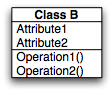 Class B
Attribute1
Attribute2
Operation1()
Operation2()